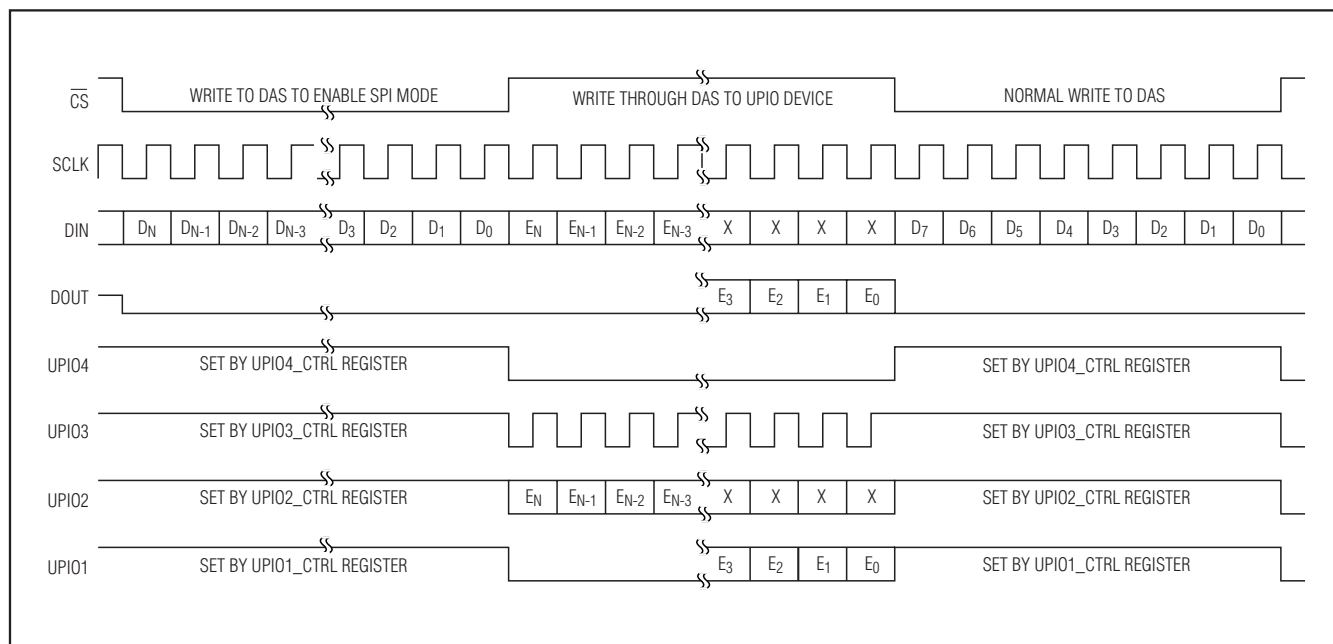 CS WRITE TO DAS TO ENABLE SPI MODE WRITE THROUGH DAS TO UPIO DEVICE NORMAL WRITE TO DAS
SCLK
DIN DN DN-1 DN-2 DN-3 D3 D2 D1 D0 EN EN-1 EN-2 EN-3 X X X X D7 D6 D5 D4 D3 D2 D1 D0
DOUT E3 E2 E1 E0
UPIO4 SET BY UPIO4_CTRL REGISTER SET BY UPIO4_CTRL REGISTER
UPIO3 SET BY UPIO3_CTRL REGISTER SET BY UPIO3_CTRL REGISTER
UPIO2 SET BY UPIO2_CTRL REGISTER EN EN-1 EN-2 EN-3 X X X X SET BY UPIO2_CTRL REGISTER
UPIO1 SET BY UPIO1_CTRL REGISTER E3 E2 E1 E0 SET BY UPIO1_CTRL REGISTER